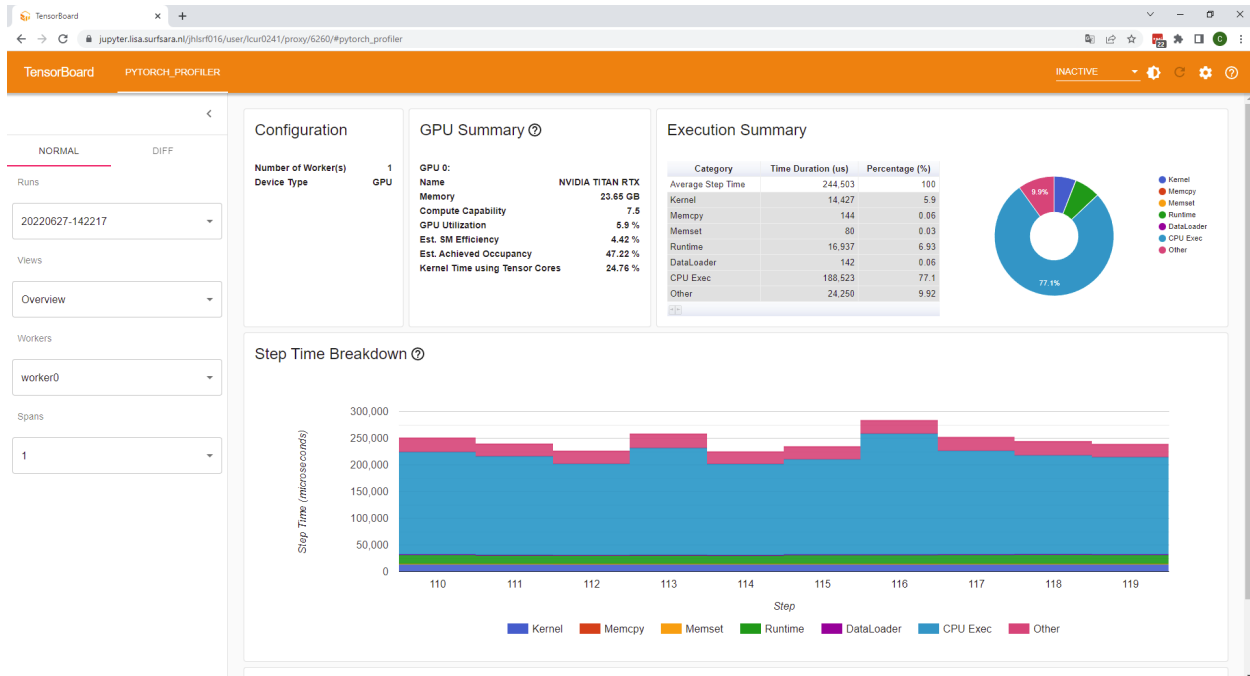 TensorBoard
jupyter.lisa.surfsara.nl/jhlsrf016/user/lcur0241/proxy/6260/#pytorch_profiler
22
C
TensorBoard
PYTORCH_PROFILER
INACTIVE
NORMAL DIFF
Runs
20220627-142217
Views
Overview
Workers
worker0
Spans
1
Configuration
Number of Worker(s) 1
Device Type GPU
GPU Summary
GPU 0:
Name NVIDIA TITAN RTX
Memory 23.65 GB
Compute Capability 7.5
GPU Utilization 5.9 %
Est. SM Efficiency 4.42 %
Est. Achieved Occupancy 47.22 %
Kernel Time using Tensor Cores 24.76 %
Execution Summary
Category Time Duration (us) Percentage (%)
Average Step Time 244,503 100
Kernel 14,427 5.9
Memcpy 144 0.06
Memset 80 0.03
Runtime 16,937 6.93
DataLoader 142 0.06
CPU Exec 188,523 77.1
Other 24,250 9.92
9.9%
77.1%
Kernel
Memcpy
Memset
Runtime
DataLoader
CPU Exec
Other
Step Time Breakdown
Step Time (microseconds)
300,000
250,000
200,000
150,000
100,000
50,000
0
110 111 112 113 114 115 116 117 118 119
Step
Kernel Memcpy Memset Runtime DataLoader CPU Exec Other